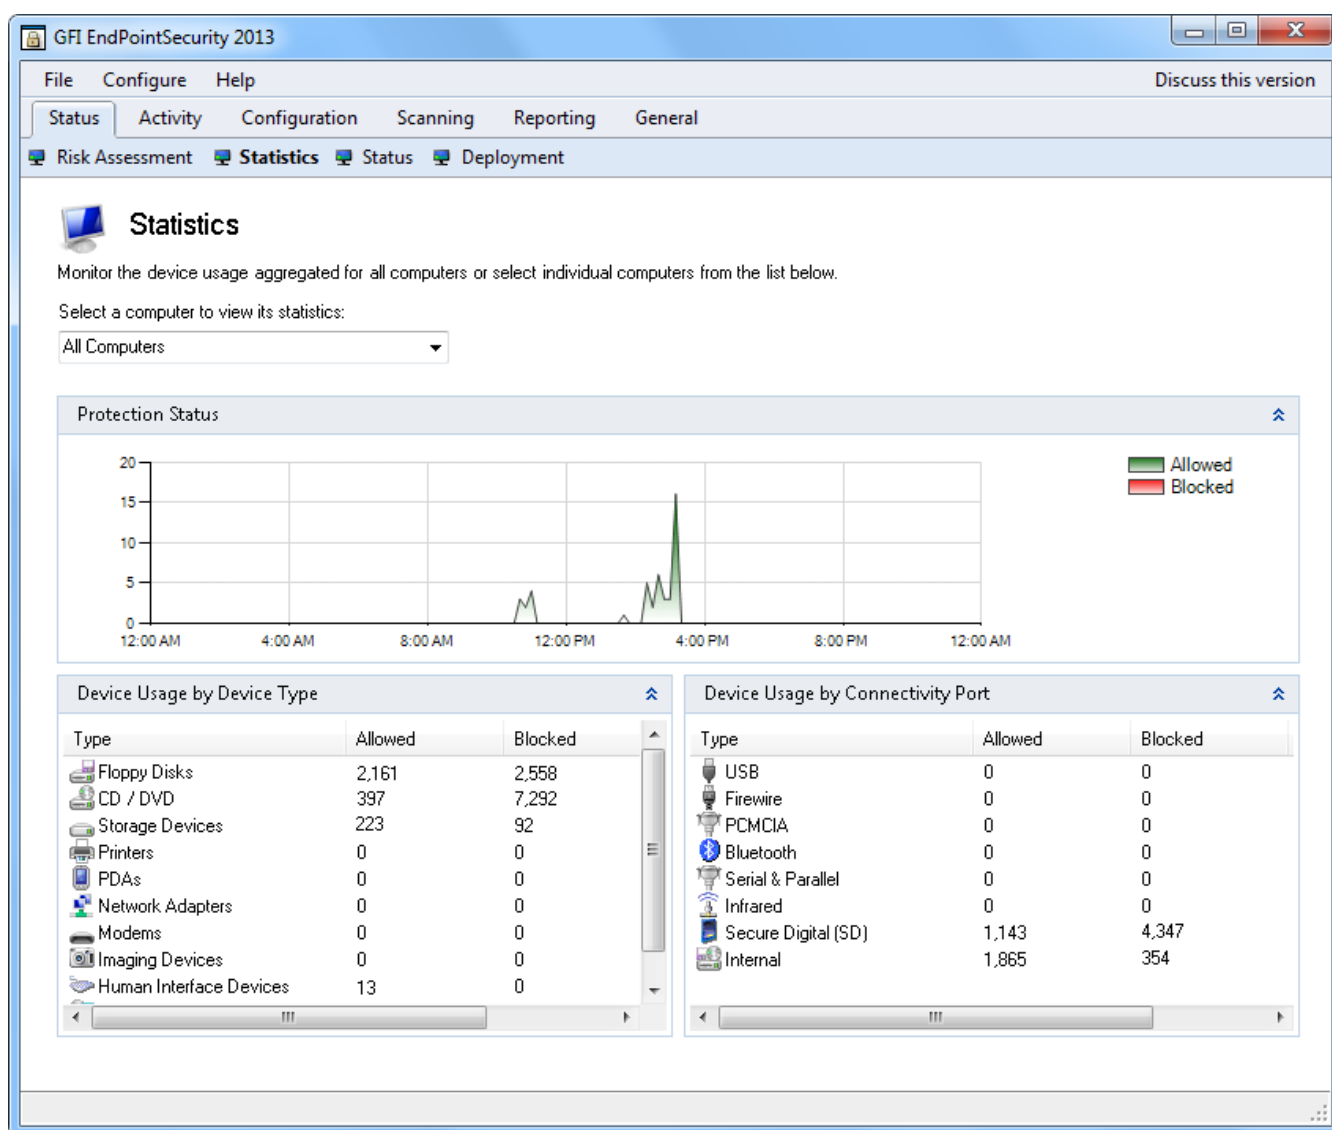 GFI EndPointSecurity 2013
File Configure Help Discuss this version
Status Activity Configuration Scanning Reporting General
Risk Assessment Statistics Status Deployment
Statistics
Monitor the device usage aggregated for all computers or select individual computers from the list below.
Select a computer to view its statistics:
All Computers
Protection Status
20
15
10
5
0
12:00 AM 4:00 AM 8:00 AM 12:00 PM 4:00 PM 8:00 PM 12:00 AM
Allowed
Blocked
Device Usage by Device Type
Type Allowed Blocked
Floppy Disks 2,161 2,558
CD / DVD 397 7,292
Storage Devices 223 92
Printers 0 0
PDAs 0 0
Network Adapters 0 0
Modems 0 0
Imaging Devices 0 0
Human Interface Devices 13 0
Device Usage by Connectivity Port
Type Allowed Blocked
USB 0 0
Firewire 0 0
PCMCIA 0 0
Bluetooth 0 0
Serial & Parallel 0 0
Infrared 0 0
Secure Digital (SD) 1,143 4,347
Internal 1,865 354